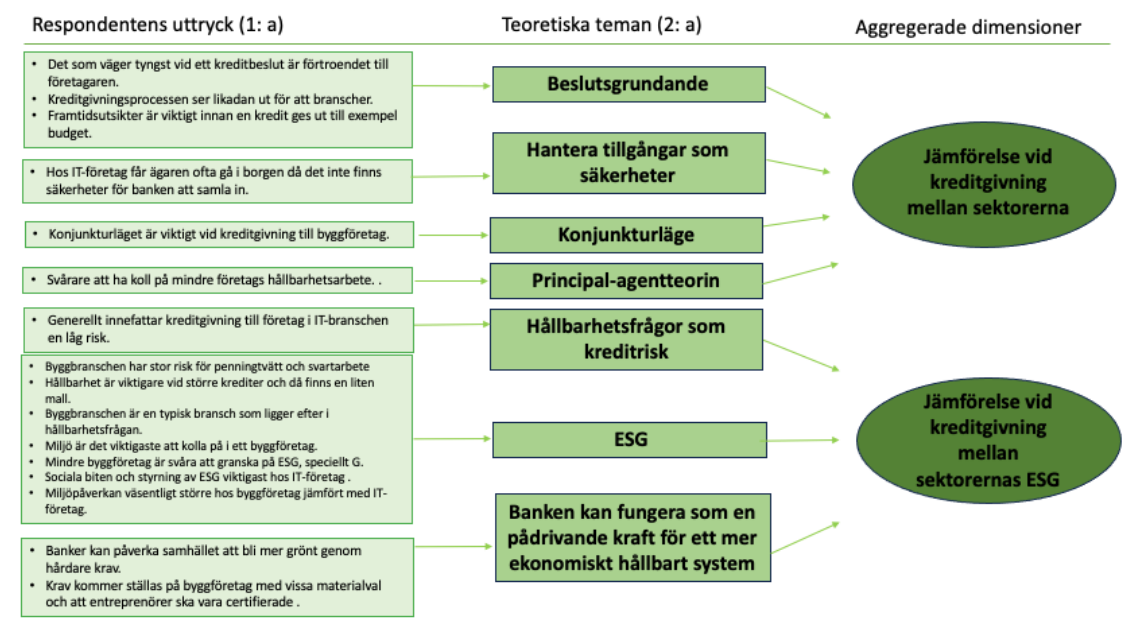 Respondentens uttryck (1: a)
Teoretiska teman (2: a)
Aggregerade dimensioner
• Det som väger tyngst vid ett kreditbeslut är förtroendet till
företagaren.
• Kreditgivningsprocessen ser likadan ut för att branscher.
• Framtidsutsikter är viktigt innan en kredit ges ut till exempel
budget.
• Hos IT-företag får ägaren ofta gå i borgen då det inte finns
säkerheter för banken att samla in.
• Konjunkturläget är viktigt vid kreditgivning till byggföretag.
• Svårare att ha koll på mindre företags hållbarhetsarbete. .
• Generellt innefattar kreditgivning till företag i IT-branschen
en låg risk.
• Byggbranschen har stor risk för penningtvätt och svartarbete
• Hållbarhet är viktigare vid större krediter och då finns en liten
mall.
• Byggbranschen är en typisk bransch som ligger efter i
hållbarhetsfrågan.
• Miljö är det viktigaste att kolla på i ett byggföretag.
• Mindre byggföretag är svåra att granska på ESG, speciellt G.
• Sociala biten och styrning av ESG viktigast hos IT-företag .
• Miljöpåverkan väsentligt större hos byggföretag jämfört med IT-
företag.
• Banker kan påverka samhället att bli mer grönt genom
hårdare krav.
• Krav kommer ställas på byggföretag med vissa materialval
och att entreprenörer ska vara certifierade .
Beslutsgrundande
Hantera tillgångar som
säkerheter
Konjunkturläge
Principal-agentteorin
Hållbarhetsfrågor som
kreditrisk
ESG
Banken kan fungera som en
pådrivande kraft för ett mer
ekonomiskt hållbart system
Jämförelse vid
kreditgivning
mellan sektorerna
Jämförelse vid
kreditgivning
mellan
sektorernas ESG